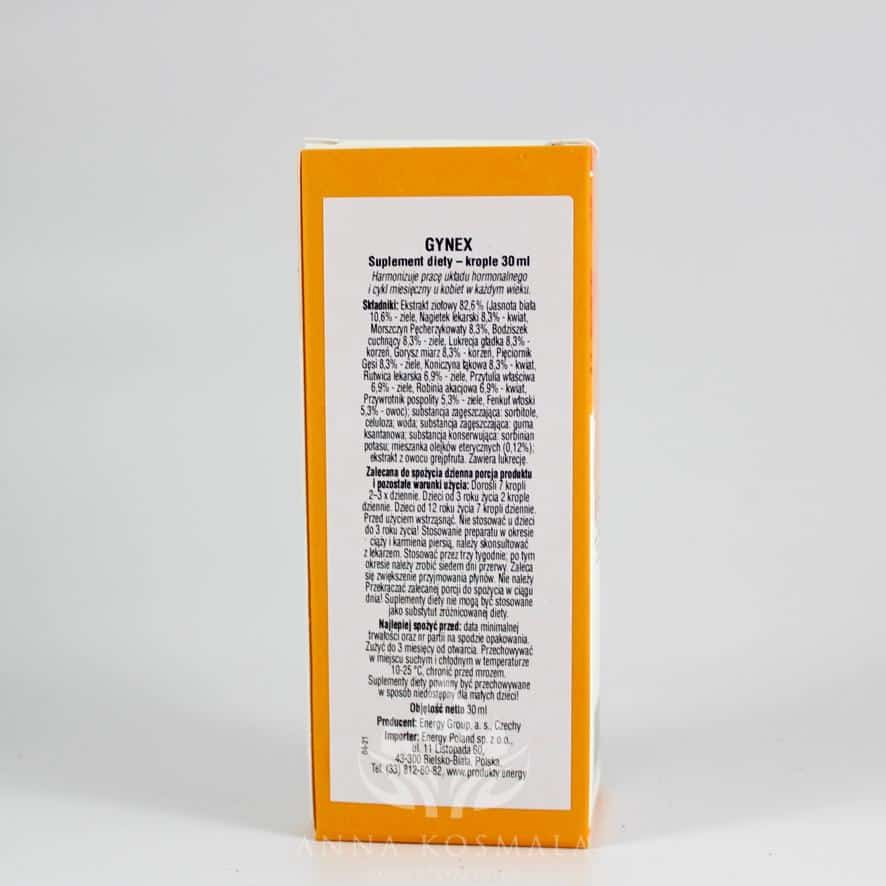 GYNEX
Suplement diety – krople 30 ml
Harmonizuje pracę układu hormonalnego
i cykl miesięczny u kobiet w każdym wieku.
Składniki: Ekstrakt ziołowy 82,6% (Jasnota biała
10,6% - ziele, Nagietek lekarski 8,3% - kwiat,
Morszczyn Pęcherzykowaty 8,3%, Bodziszek
cuchnący 8,3% - ziele, Lukrecja gładka 8,3% -
korzeń, Gorysz miarz 8,3% - korzeń, Pięciornik
Gęsi 8,3% - ziele, Koniczyna łąkowa 8,3% - kwiat,
Rutwica lekarska 6,9% - ziele, Przytulia właściwa
6,9% - ziele, Robinia akacjowa 6,9% - kwiat,
Przywrotnik pospolity 5,3% - ziele, Fenkuł włoski
5,3% - owoc); substancja zagęszczająca: sorbitole,
celuloza; woda; substancja zagęszczająca: guma
ksantanowa; substancja konserwująca: sorbinian
potasu; mieszanka olejków eterycznych (0,12%);
ekstrakt z owocu grejpfruta. Zawiera lukrecję.
Zalecana do spożycia dzienna porcja produktu
i pozostałe warunki użycia: Dorośli 7 kropli
2–3 x dziennie. Dzieci od 3 roku życia 2 krople
dziennie. Dzieci od 12 roku życia 7 kropli dziennie.
Przed użyciem wstrząsnąć. Nie stosować u dzieci
do 3 roku życia! Stosowanie preparatu w okresie
ciąży i karmienia piersią, należy skonsultować
z lekarzem. Stosować przez trzy tygodnie; po tym
okresie należy zrobić siedem dni przerwy. Zaleca
się zwiększenie przyjmowania płynów. Nie należy
Przekraczać zalecanej porcji do spożycia w ciągu
dnia! Suplementy diety nie mogą być stosowane
jako substytut zróżnicowanej diety.
Najlepiej spożyć przed: data minimalnej
trwałości oraz nr partii na spodzie opakowania.
Zużyć do 3 miesięcy od otwarcia. Przechowywać
w miejscu suchym i chłodnym w temperaturze
10-25 °C, chronić przed mrozem.
Suplementy diety powinny być przechowywane
w sposób niedostępny dla małych dzieci!
Objętość netto 30 ml
Producent: Energy Group, a. s., Czechy
Importer: Energy Poland sp. z o.o.,
ul. 11 Listopada 60,
43-300 Bielsko-Biała, Polska,
Tel. (33) 812-60-82, www.produkty.energy
04-21
ANNA KOSMALA